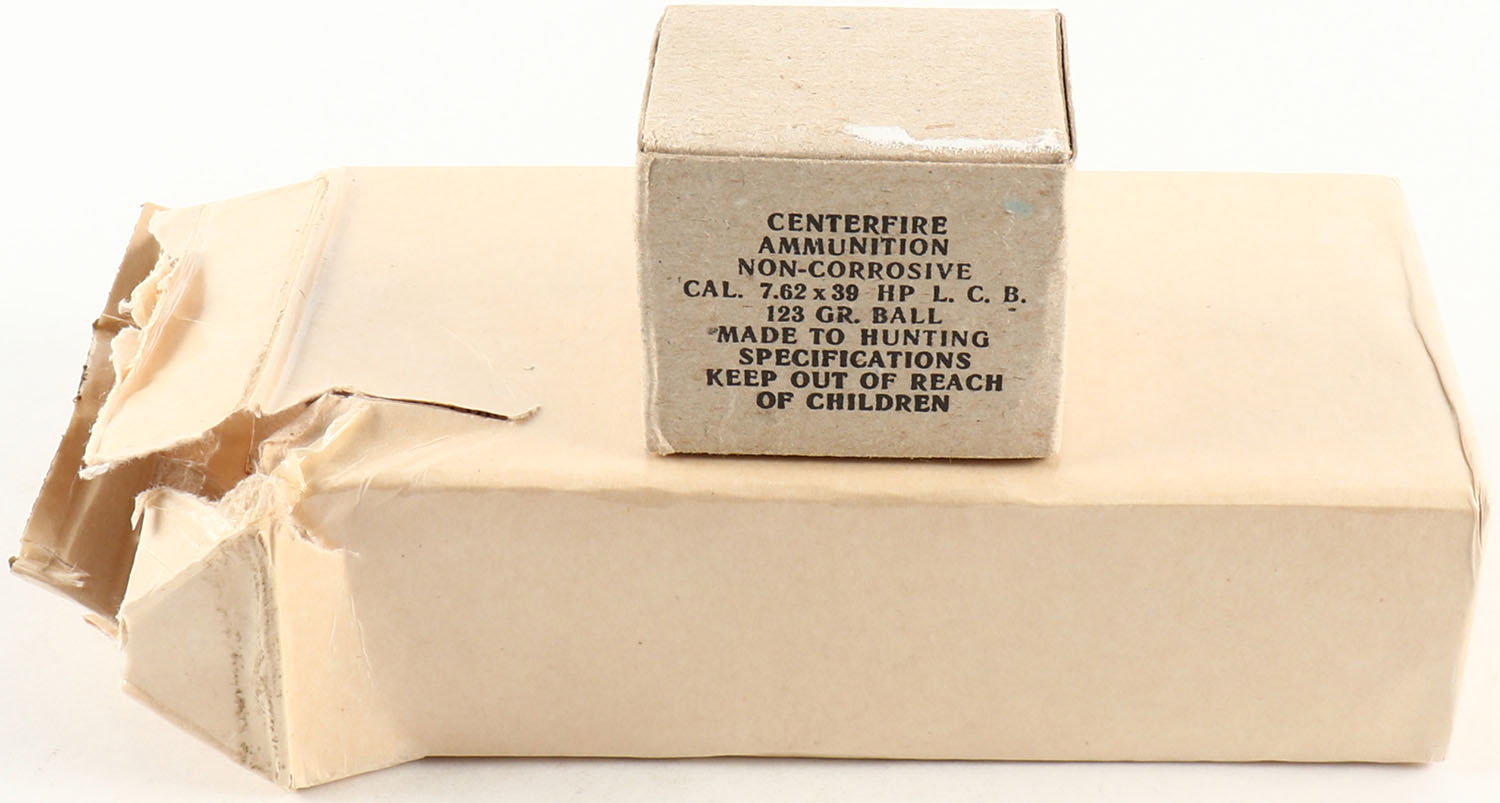 CENTERFIRE
AMMUNITION
NON-CORROSIVE
CAL. 7.62 x 39 HP L. C. B.
123 GR. BALL
MADE TO HUNTING
SPECIFICATIONS
KEEP OUT OF REACH
OF CHILDREN